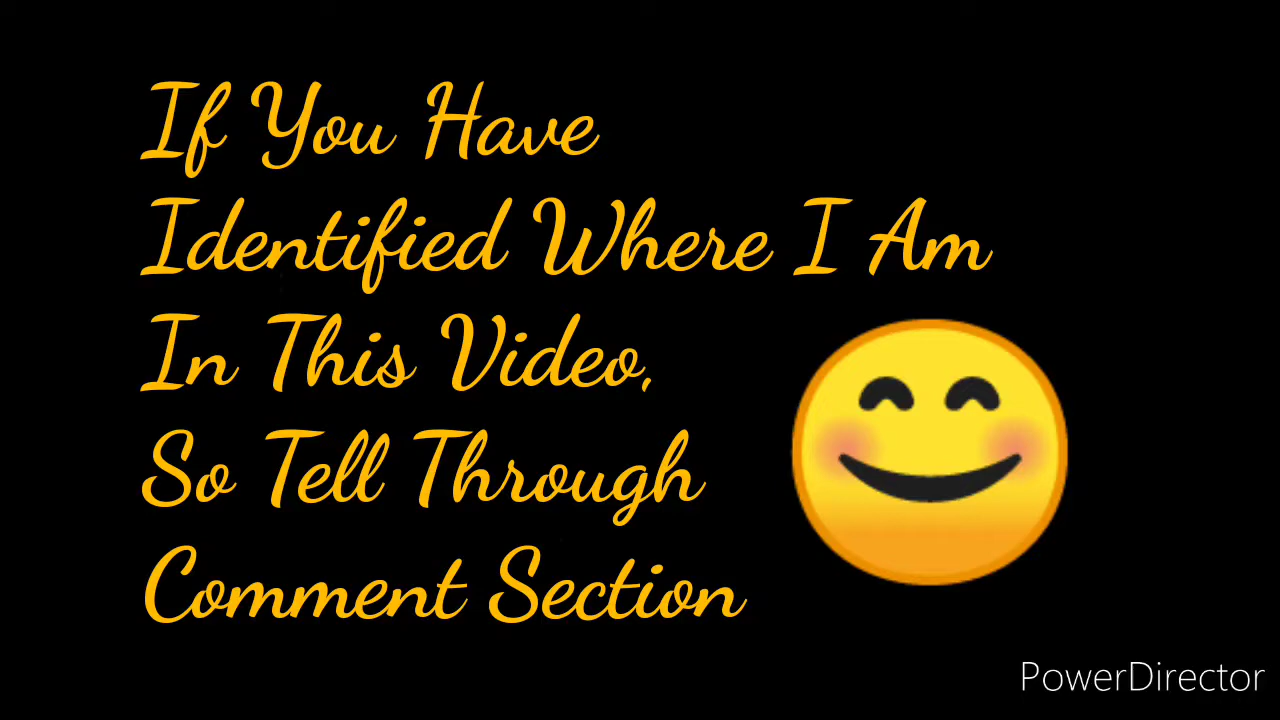 If You Have
Identified Where I Am
In This Video,
So Tell Through
Comment Section
PowerDirector